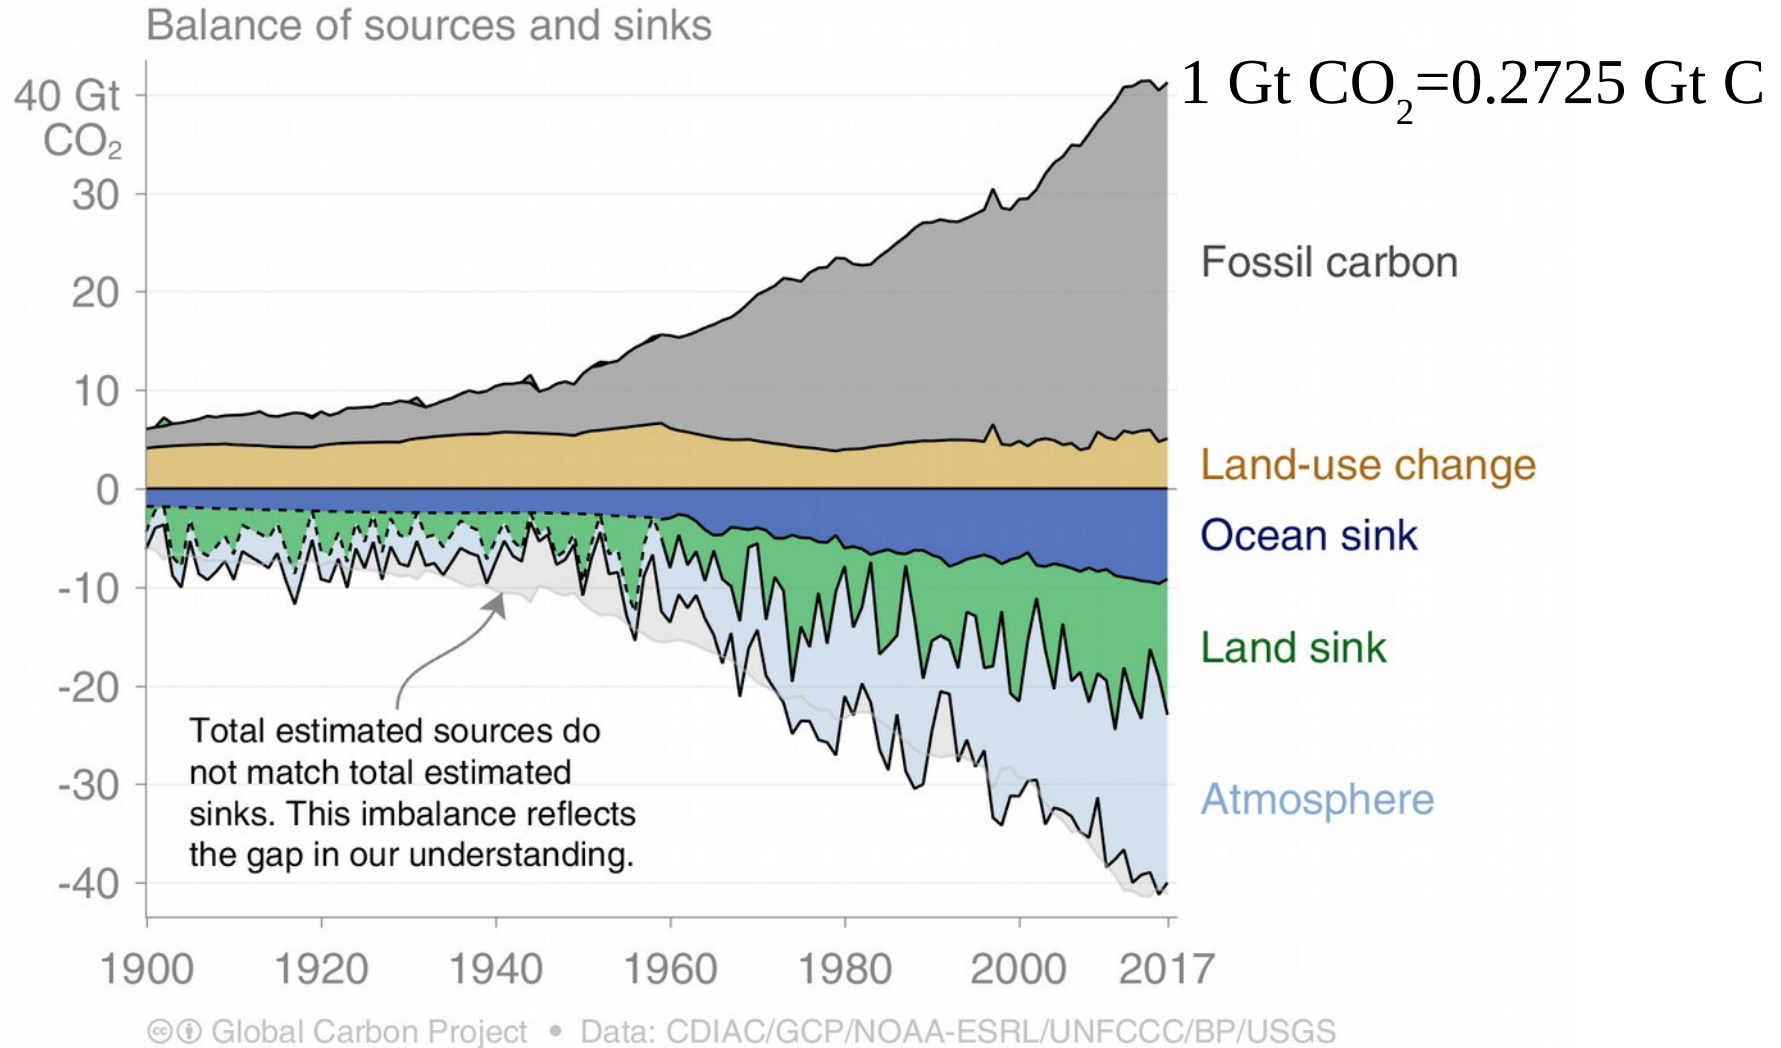 Balance of sources and sinks
1 Gt CO₂=0.2725 Gt C
40 Gt
CO₂
30
20
10
0
-10
-20
-30
-40
Fossil carbon
Land-use change
Ocean sink
Land sink
Atmosphere
Total estimated sources do
not match total estimated
sinks. This imbalance reflects
the gap in our understanding.
1900 1920 1940 1960 1980 2000 2017
Global Carbon Project • Data: CDIAC/GCP/NOAA-ESRL/UNFCCC/BP/USGS